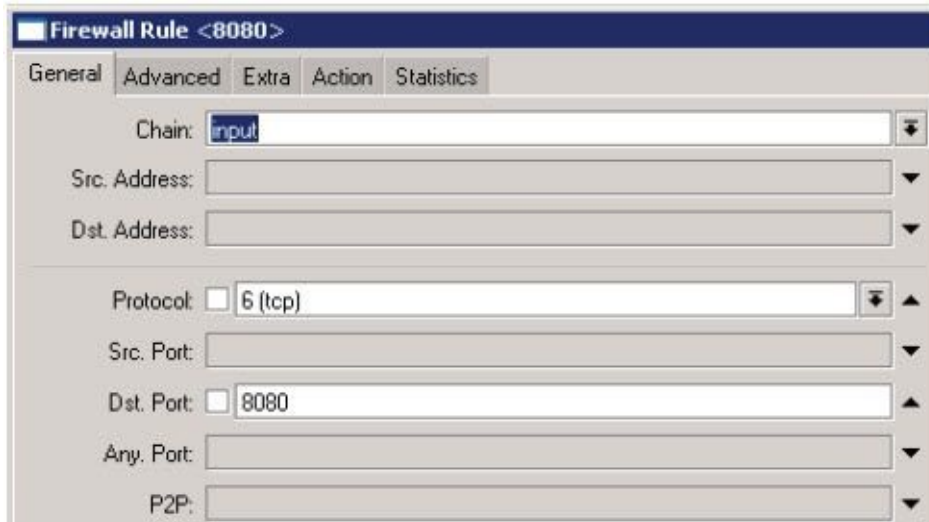 Firewall Rule <8080>
General Advanced Extra Action Statistics
Chain: input
Src. Address:
Dst. Address:
Protocol: 6 (tcp)
Src. Port:
Dst. Port: 8080
Any. Port:
P2P: